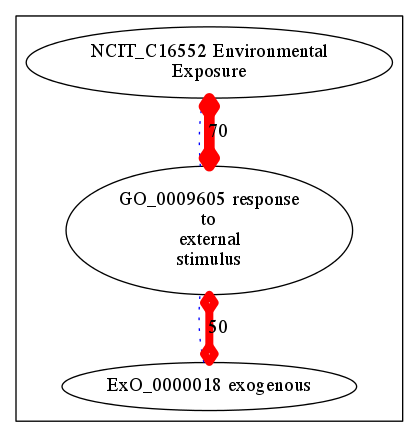 NCIT_C16552 Environmental
Exposure
70
GO_0009605 response
to
external
stimulus
50
ExO_0000018 exogenous